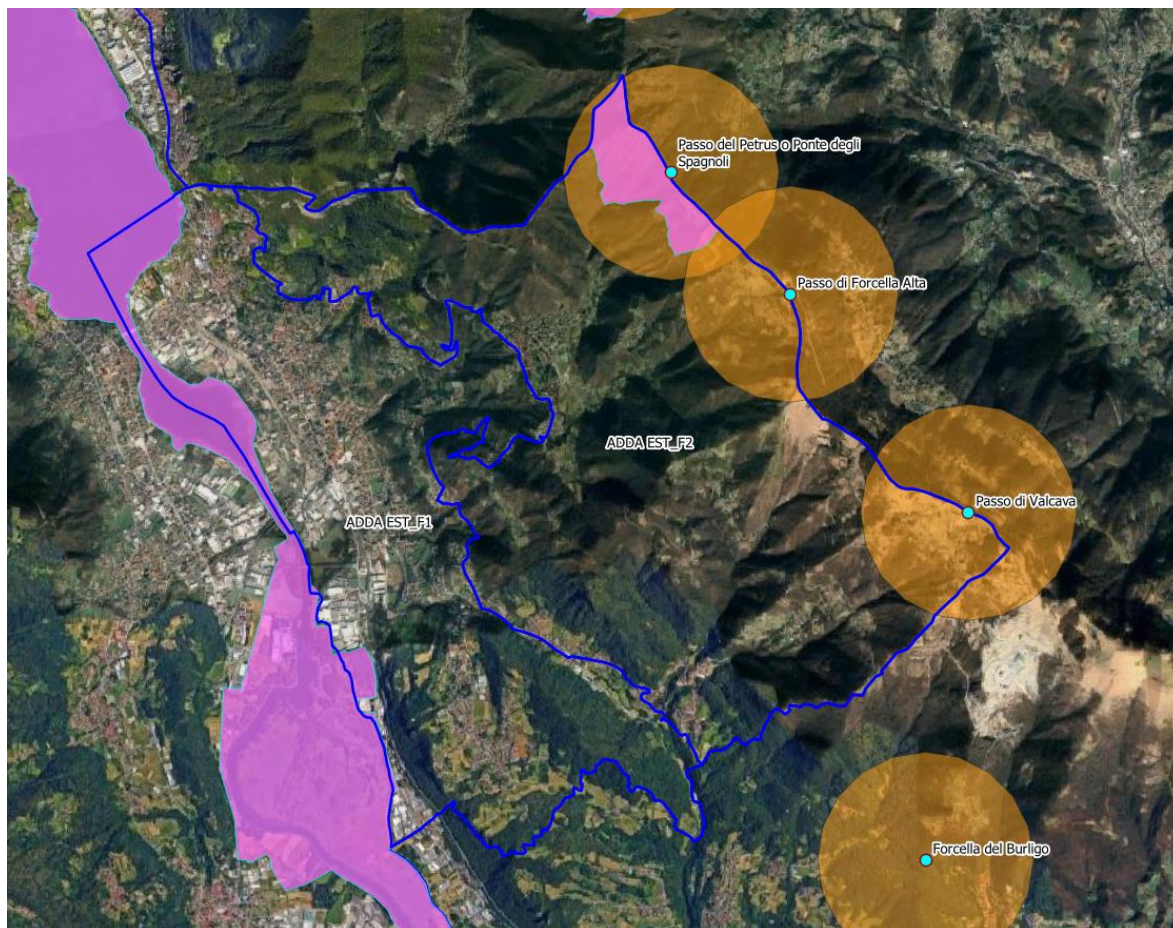 Passo del Petrus o Ponte degli
Spagnoli
Passo di Forcella Alta
ADDA EST_F2
Passo di Valcava
ADDA EST_F1
Forcella del Burligo